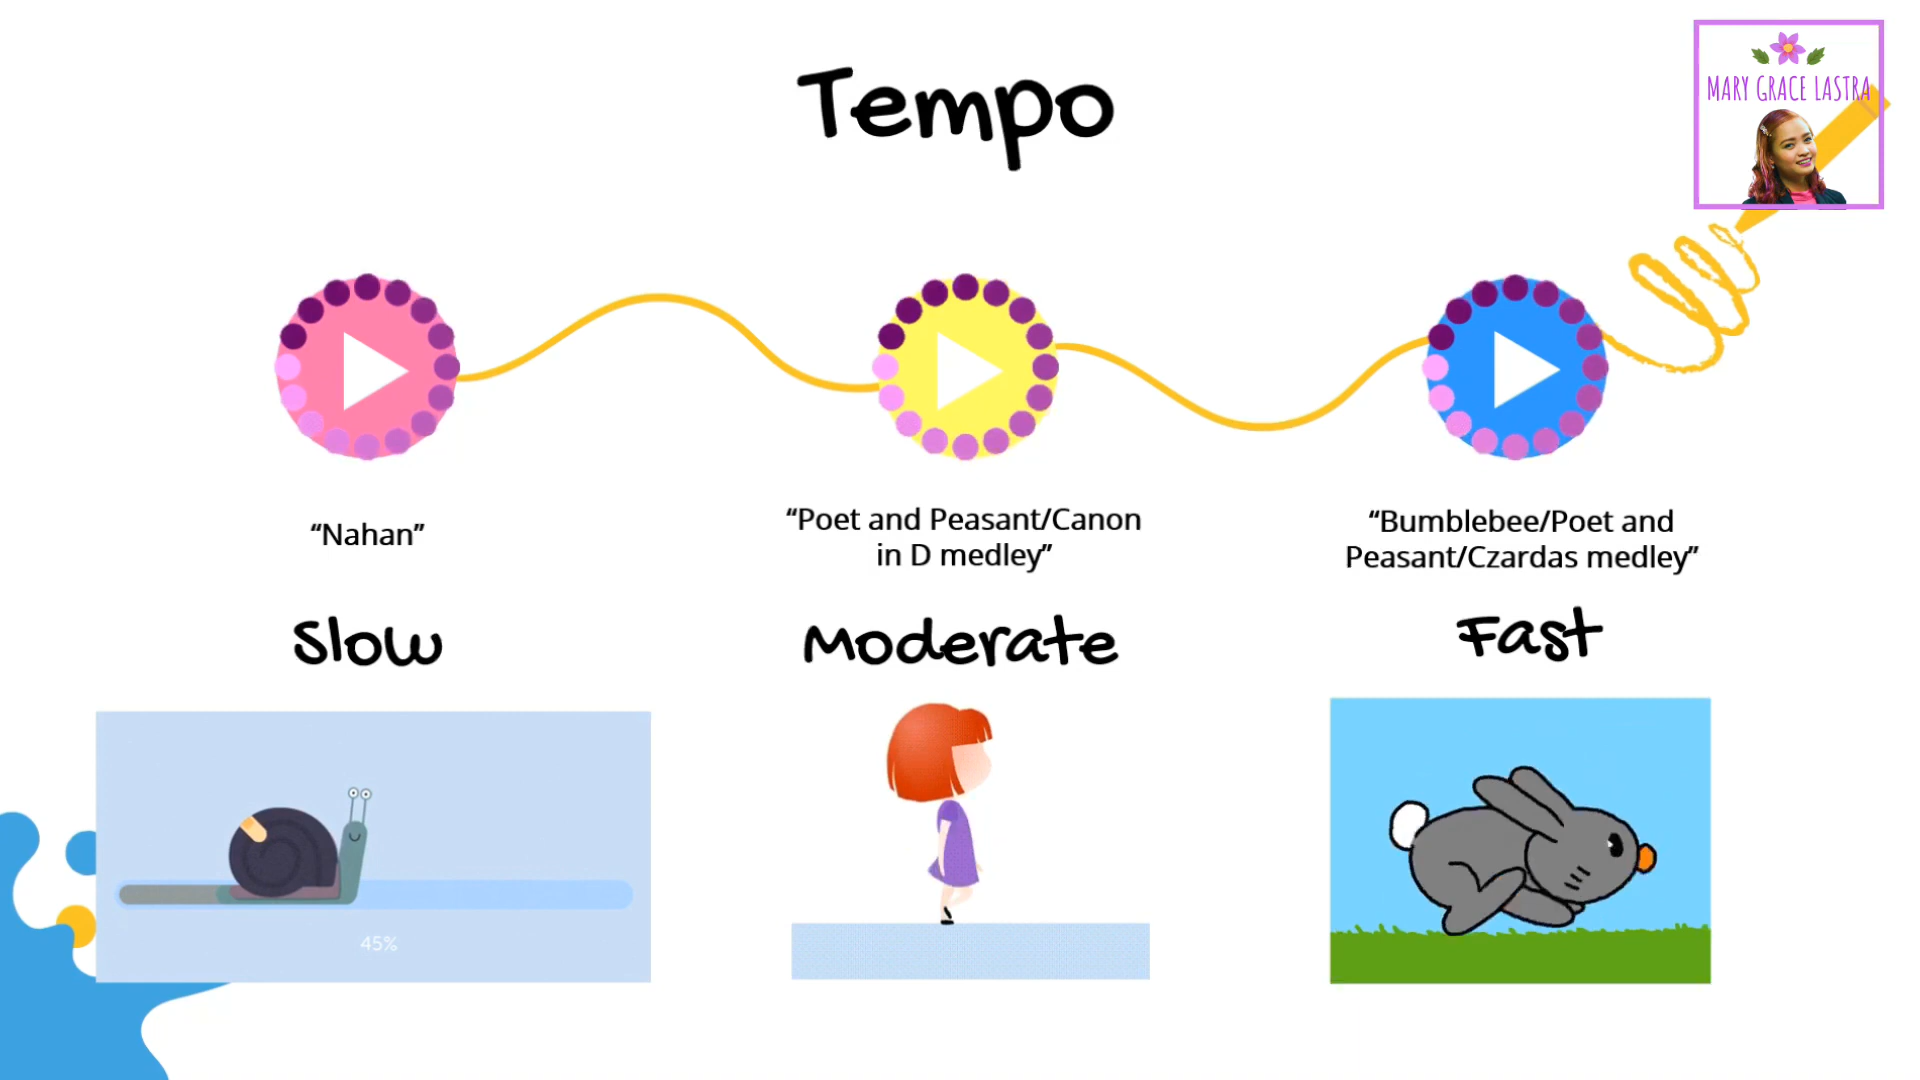 Tempo
MARY GRACE LASTRA
“Nahan”
“Poet and Peasant/Canon
in D medley”
“Bumblebee/Poet and
Peasant/Czardas medley”
Slow
Moderate
Fast
45%